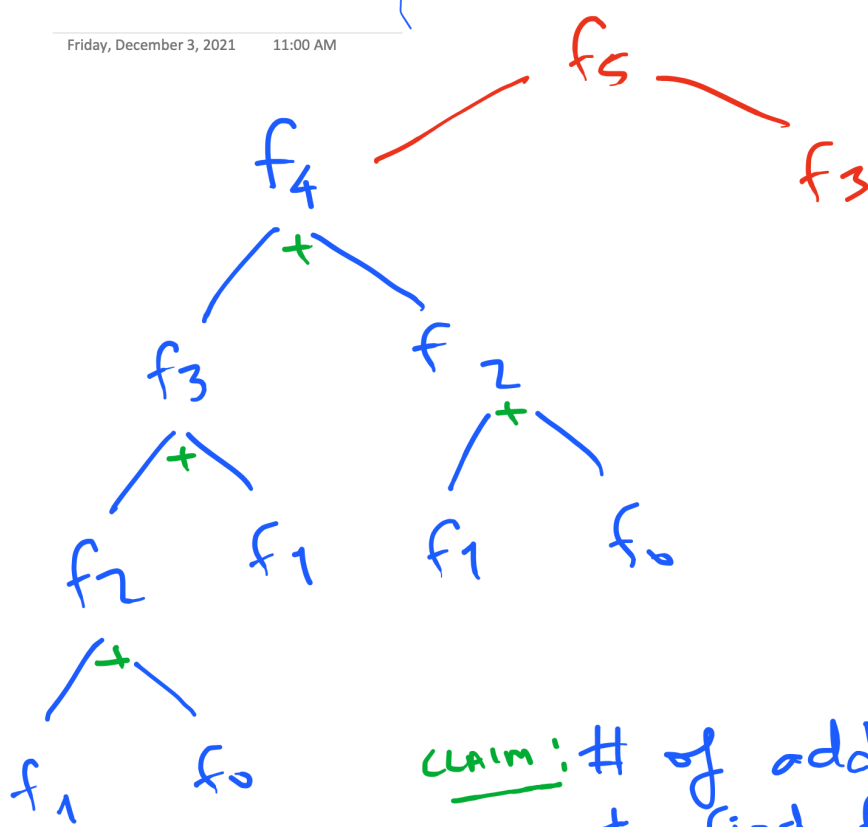 Friday, December 3, 2021 11:00 AM
f5
f4 f3
+
f3 f2
+ +
f2 f1 f1 f0
+
f1 f0
CLAIM: # of